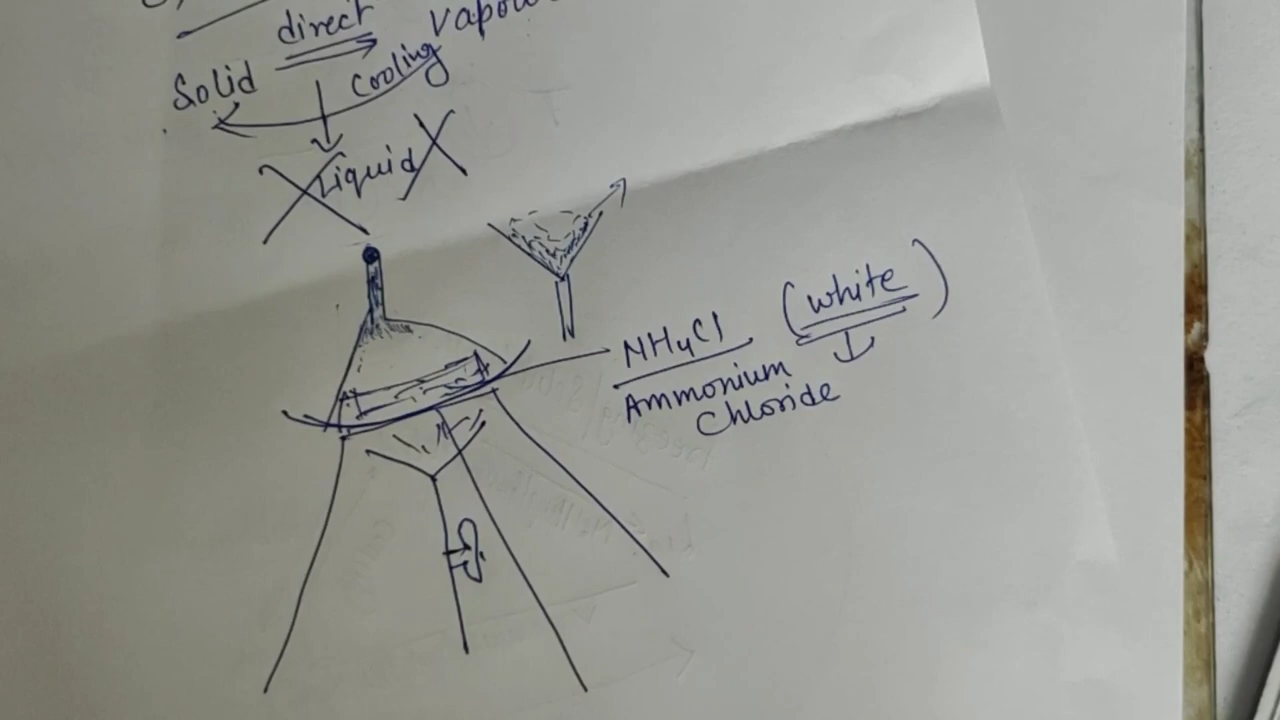 direct
Solid
cooling
Liquid
NH4Cl
(white)
Ammonium
Chloride